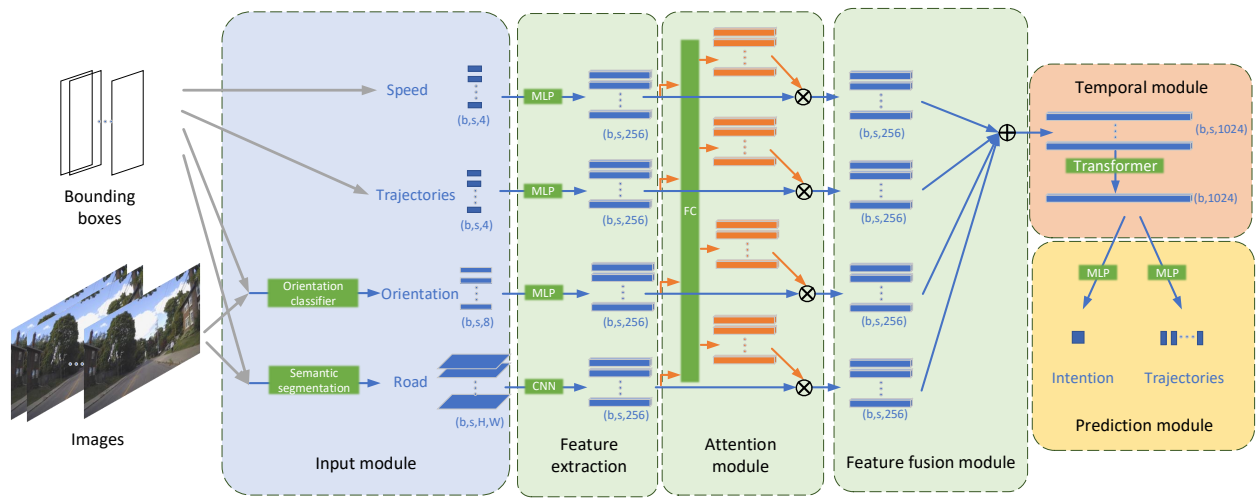 Bounding
boxes
Images
Speed
(b,s,4)
Trajectories
(b,s,4)
Orientation
classifier
Orientation
(b,s,8)
Semantic
segmentation
Road
(b,s,H,W)
Input module
MLP
(b,s,256)
MLP
(b,s,256)
MLP
(b,s,256)
CNN
(b,s,256)
Feature
extraction
FC
Attention
module
(b,s,256)
(b,s,256)
(b,s,256)
(b,s,256)
Feature fusion module
Temporal module
(b,s,1024)
Transformer
(b,1024)
MLP
MLP
Intention
Trajectories
Prediction module